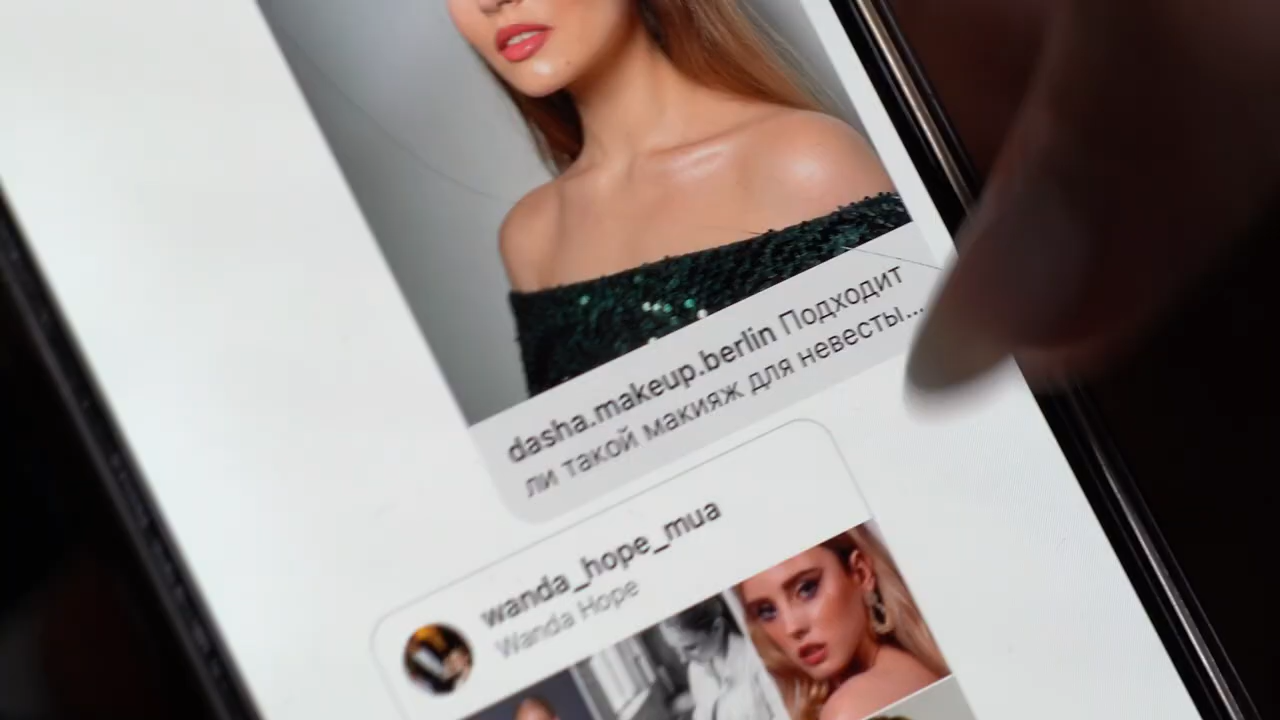 dasha.makeup.berlin Подходит
ли такой макияж для невесты...
wanda_hope_mua
Wanda Hope